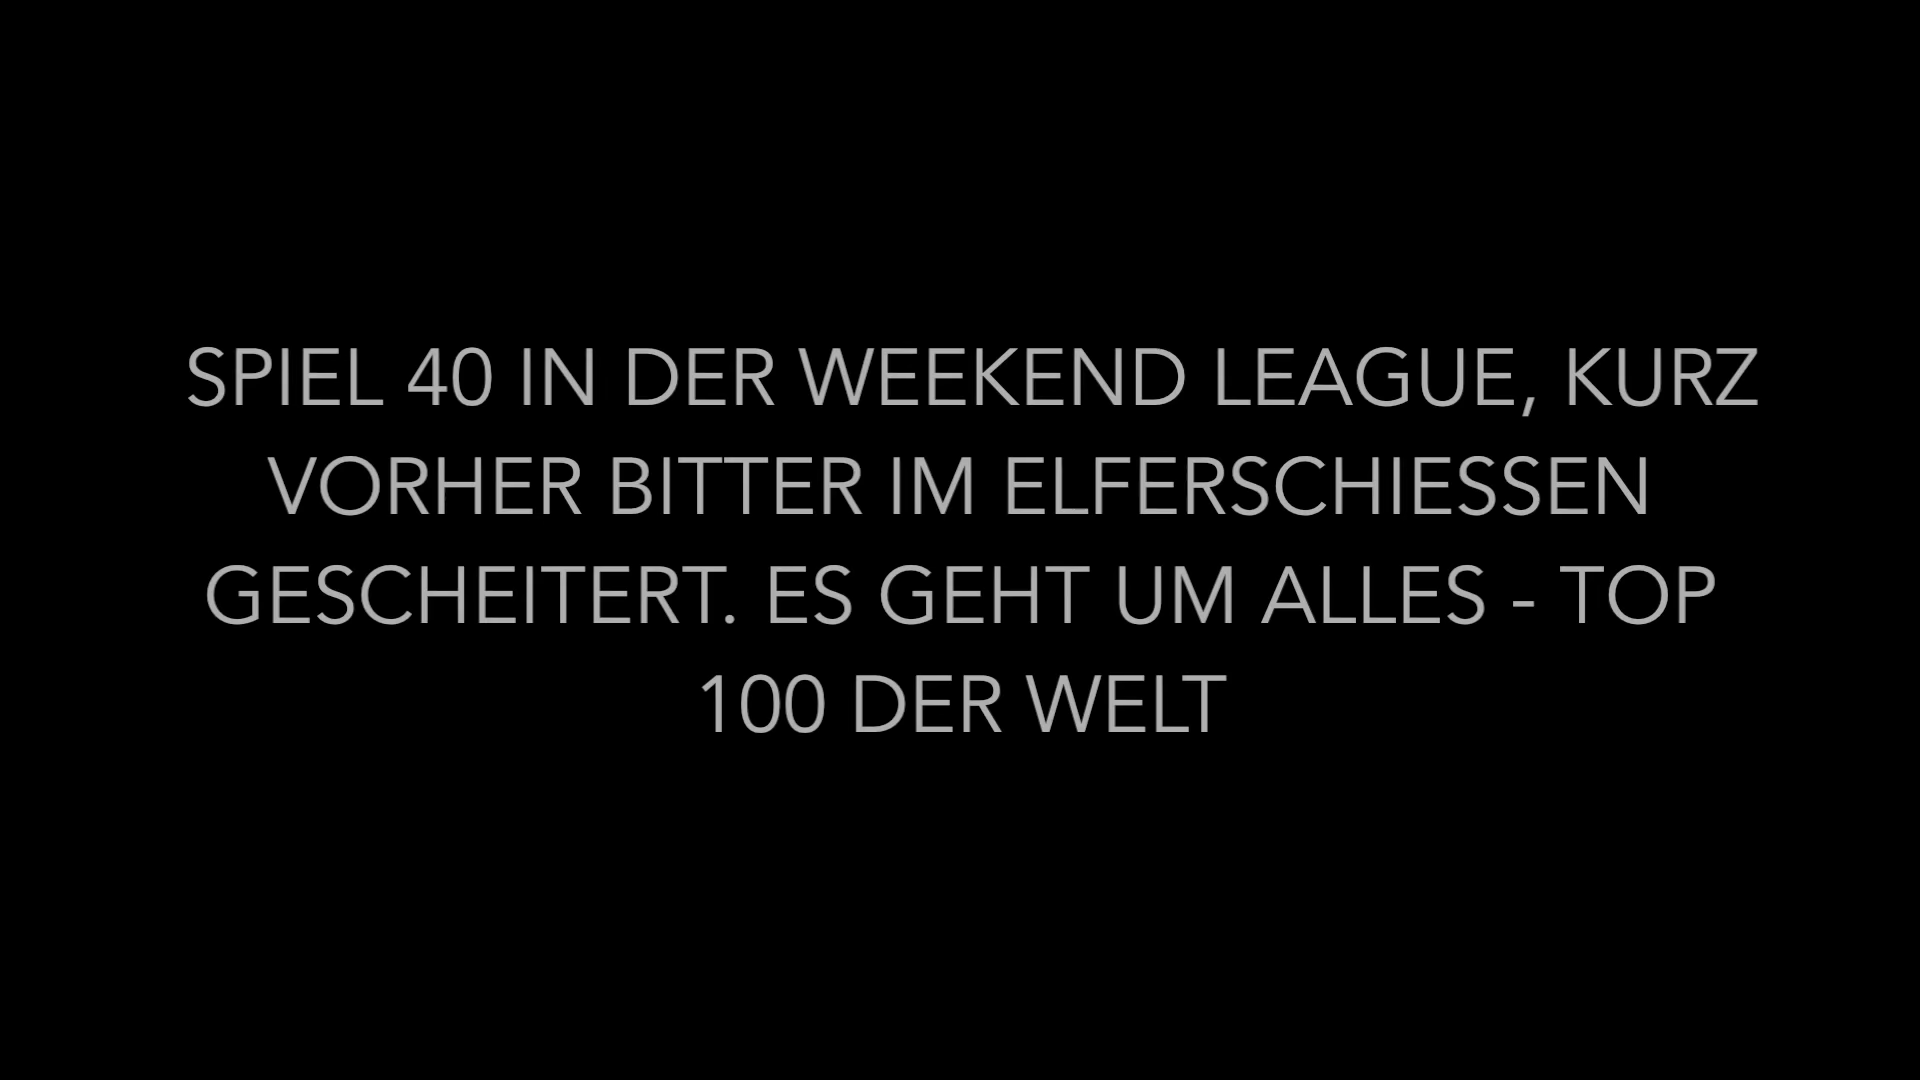 SPIEL 40 IN DER WEEKEND LEAGUE, KURZ
VORHER BITTER IM ELFERSCHIESSEN
GESCHEITERT. ES GEHT UM ALLES - TOP
100 DER WELT